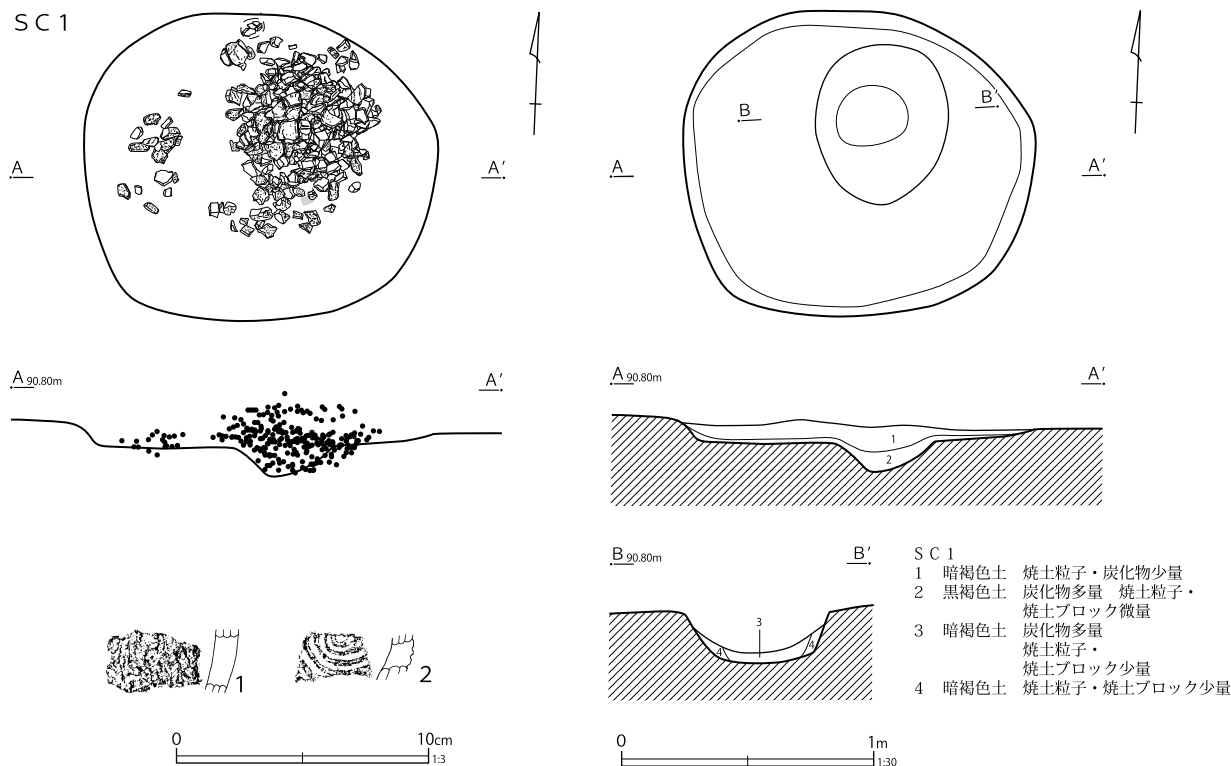 SC1
A
A′
B
B′
A
A′
A 90.80m
A′
A 90.80m
A′
1
2
B 90.80m
B′
3
4
4
SC1
1 暗褐色土 焼土粒子・炭化物少量
2 黒褐色土 炭化物多量 焼土粒子・
焼土ブロック微量
3 暗褐色土 炭化物多量
焼土粒子・
焼土ブロック少量
4 暗褐色土 焼土粒子・焼土ブロック少量
1
2
0
10cm
1:3
0
1m
1:30